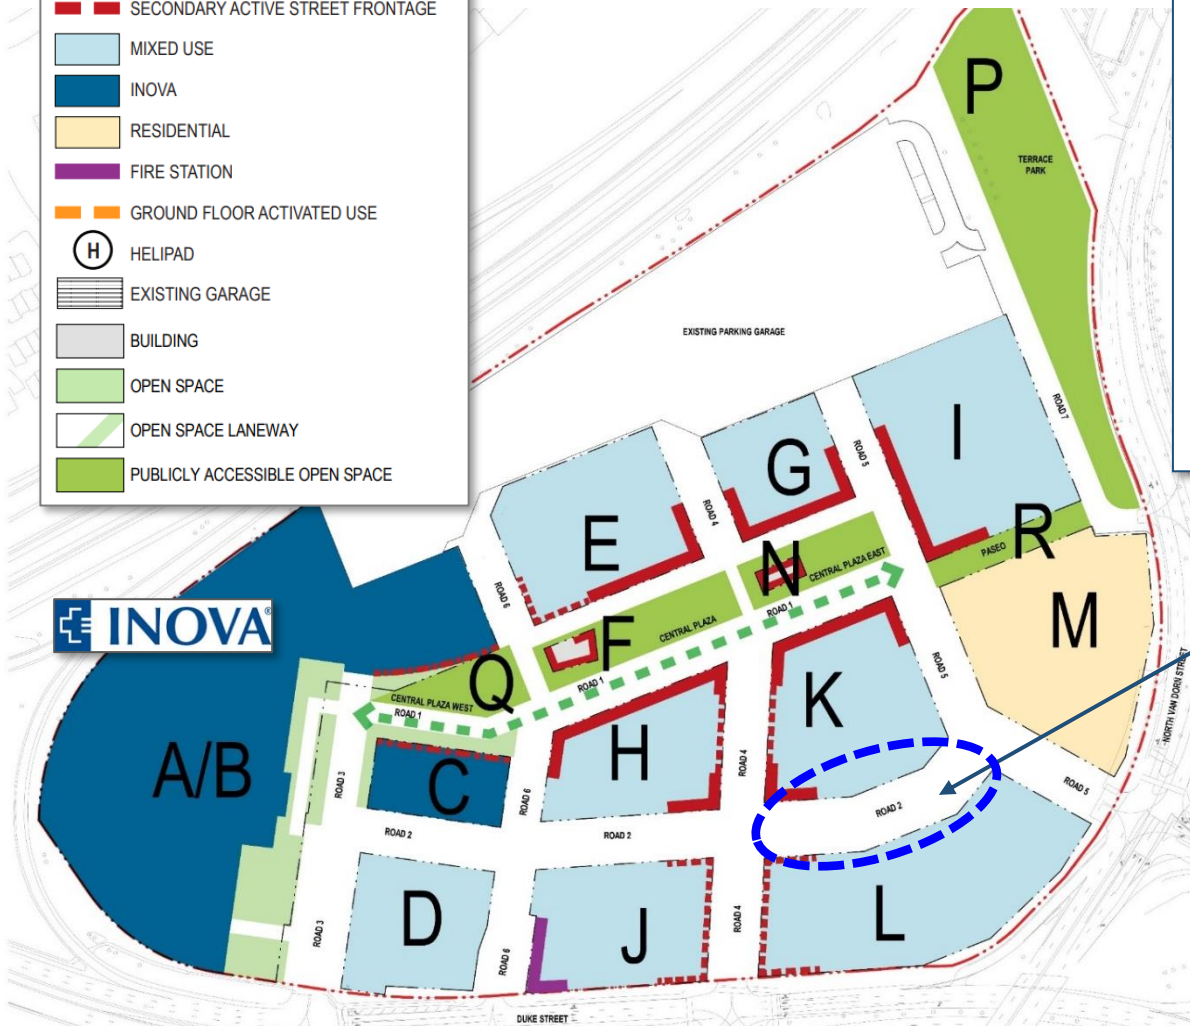 SECONDARY ACTIVE STREET FRONTAGE
MIXED USE
INOVA
RESIDENTIAL
FIRE STATION
GROUND FLOOR ACTIVATED USE
H HELIPAD
EXISTING GARAGE
BUILDING
OPEN SPACE
OPEN SPACE LANEWAY
PUBLICLY ACCESSIBLE OPEN SPACE
P
TERRACE
PARK
EXISTING PARKING GARAGE
ROAD 7
I
G
ROAD 5
E
ROAD 4
R
PASEO
N
CENTRAL PLAZA EAST
ROAD 1
ROAD 6
INOVA®
F
CENTRAL PLAZA
ROAD 1
M
Q
CENTRAL PLAZA WEST
ROAD 1
K
ROAD 5
NORTH VAN DORN STREET
A/B
ROAD 3
C
ROAD 6
H
ROAD 4
ROAD 2
ROAD 5
ROAD 2
ROAD 2
D
J
L
ROAD 3
ROAD 6
ROAD 4
DUKE STREET